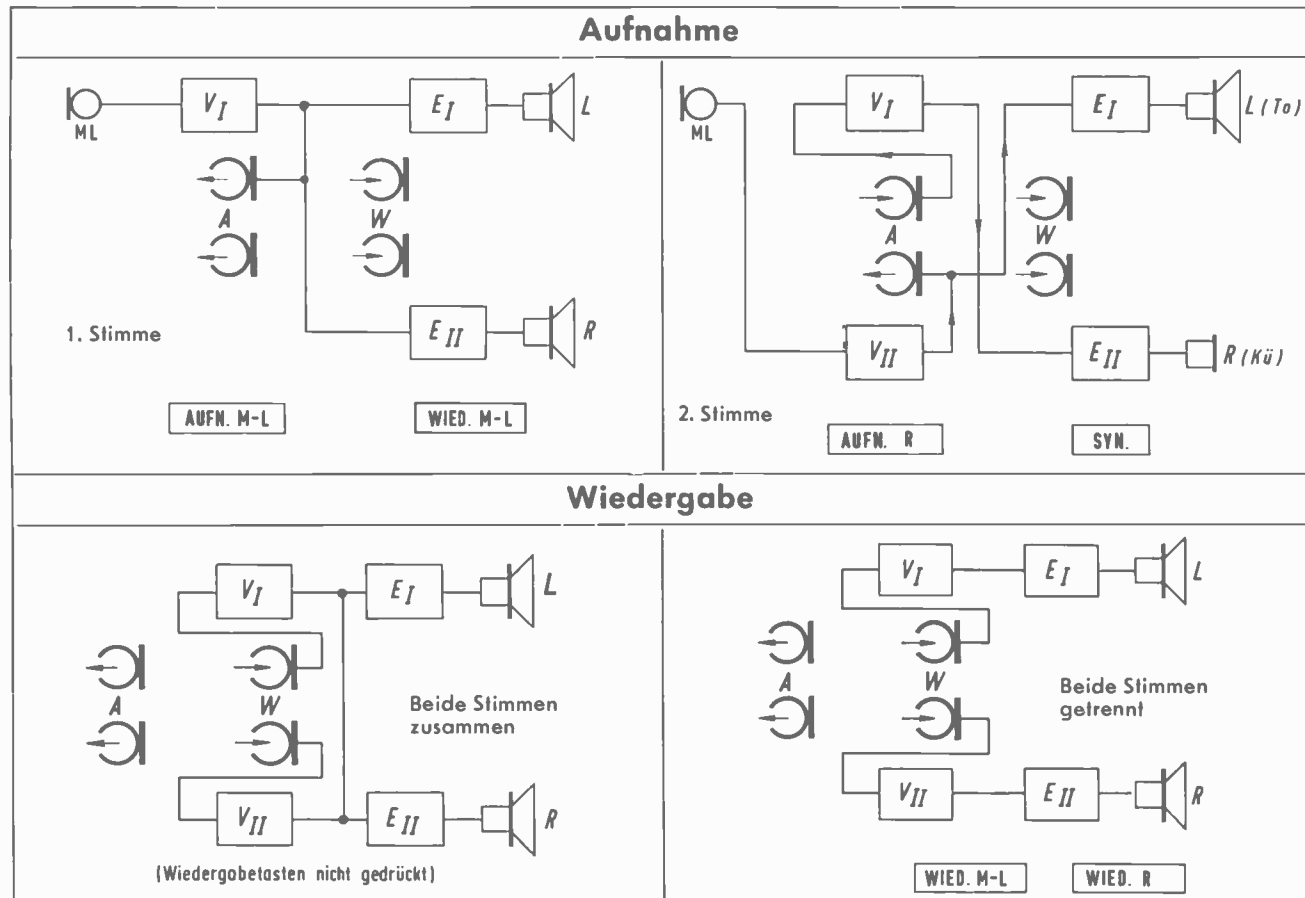 Aufnahme
V_I
E_I
L
ML
A
W
1. Stimme
E_II
R
AUFN. M-L
WIED. M-L
V_I
E_I
L (To)
ML
A
W
V_II
E_II
R (Kü)
2. Stimme
AUFN. R
SYN.
Wiedergabe
V_I
E_I
L
A
W
Beide Stimmen
zusammen
V_II
E_II
R
(Wiedergobetasten nicht gedrückt)
V_I
E_I
L
A
W
Beide Stimmen
getrennt
V_II
E_II
R
WIED. M-L
WIED. R